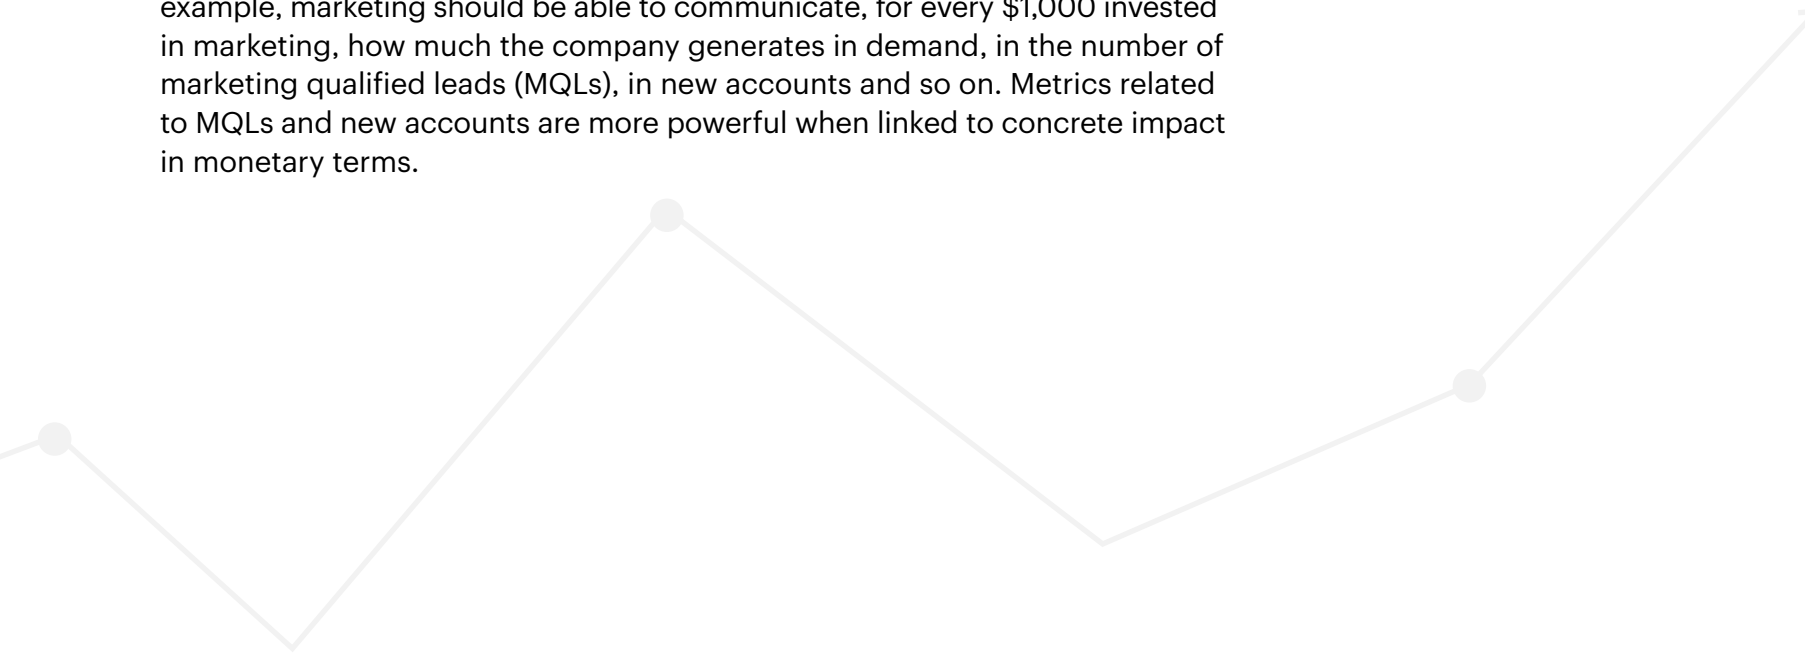 example, marketing should be able to communicate, for every $1,000 invested
in marketing, how much the company generates in demand, in the number of
marketing qualified leads (MQLs), in new accounts and so on. Metrics related
to MQLs and new accounts are more powerful when linked to concrete impact
in monetary terms.